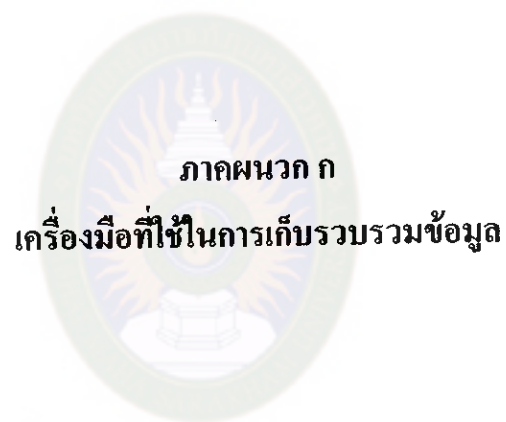 ภาคผนวก ก
เครื่องมือที่ใช้ในการเก็บรวบรวมข้อมูล